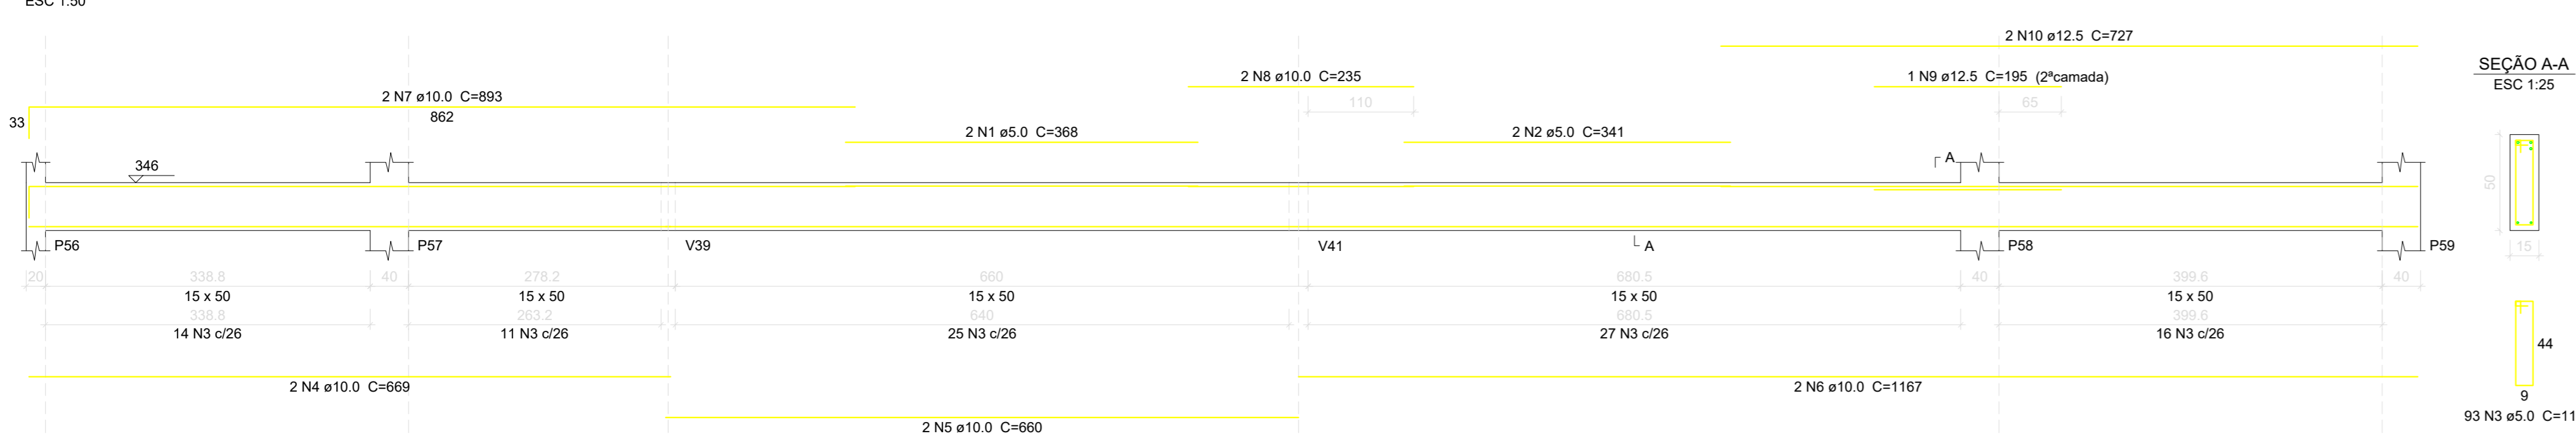 ESC 1:50
2 N10 ø12.5 C=727
SEÇÃO A-A
ESC 1:25
2 N8 ø10.0 C=235
1 N9 ø12.5 C=195 (2ªcamada)
2 N7 ø10.0 C=893
110
65
862
33
2 N1 ø5.0 C=368
2 N2 ø5.0 C=341
346
A
50
P56
P57
V39
V41
A
P58
P59
15
20
338.8
40
278.2
660
680.5
40
399.6
40
15 x 50
15 x 50
15 x 50
15 x 50
15 x 50
338.8
263.2
640
680.5
399.6
14 N3 c/26
11 N3 c/26
25 N3 c/26
27 N3 c/26
16 N3 c/26
44
2 N4 ø10.0 C=669
2 N6 ø10.0 C=1167
9
93 N3 ø5.0 C=11
2 N5 ø10.0 C=660